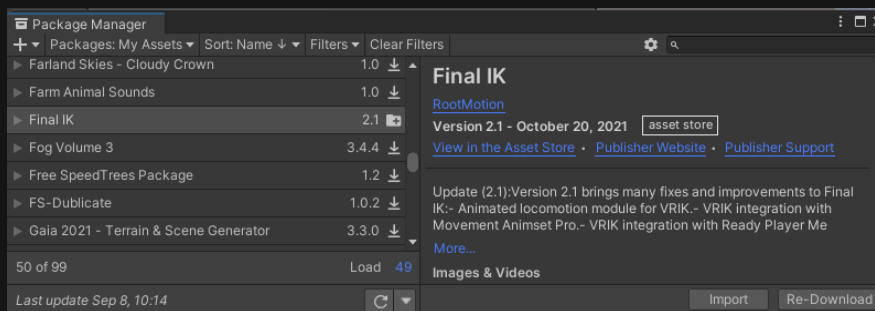 Package Manager
Packages: My Assets Sort: Name ↓ Filters Clear Filters
Farland Skies - Cloudy Crown 1.0
Farm Animal Sounds 1.0
Final IK 2.1
Fog Volume 3 3.4.4
Free SpeedTrees Package 1.2
FS-Dublicate 1.0.2
Gaia 2021 - Terrain & Scene Generator 3.3.0
50 of 99 Load 49
Last update Sep 8, 10:14
Final IK
RootMotion
Version 2.1 - October 20, 2021 asset store
View in the Asset Store • Publisher Website • Publisher Support
Update (2.1):Version 2.1 brings many fixes and improvements to Final
IK:- Animated locomotion module for VRIK.- VRIK integration with
Movement Animset Pro.- VRIK integration with Ready Player Me
More...
Images & Videos
Import Re-Download